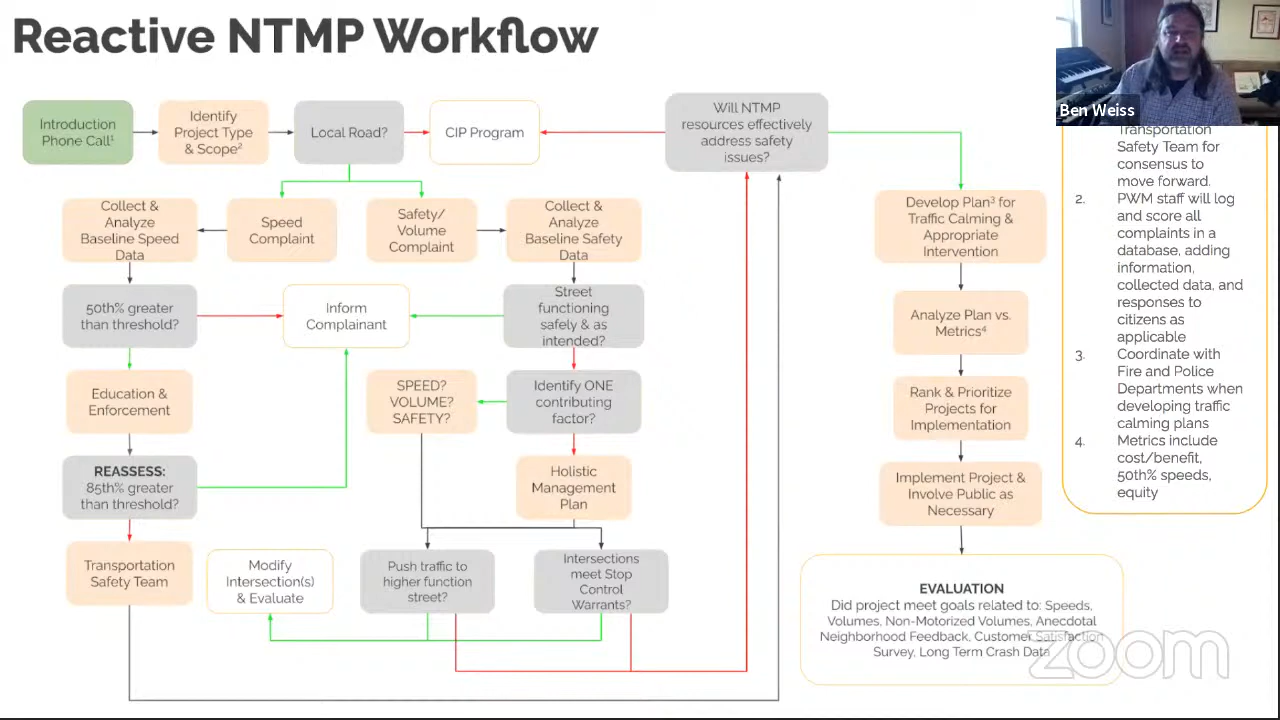 Reactive NTMP Workflow
Ben Weiss
Introduction
Phone Call¹
Identify
Project Type
& Scope²
Local Road?
CIP Program
Will NTMP
resources effectively
address safety
issues?
Collect &
Analyze
Baseline Speed
Data
Speed
Complaint
Safety/
Volume
Complaint
Collect &
Analyze
Baseline Safety
Data
50th% greater
than threshold?
Inform
Complainant
Street
functioning
safely & as
intended?
Education &
Enforcement
SPEED?
VOLUME?
SAFETY?
Identify ONE
contributing
factor?
REASSESS:
85th% greater
than threshold?
Holistic
Management
Plan
Transportation
Safety Team
Modify
Intersection(s)
& Evaluate
Push traffic to
higher function
street?
Intersections
meet Stop
Control
Warrants?
Develop Plan³ for
Traffic Calming &
Appropriate
Intervention
Analyze Plan vs.
Metrics⁴
Rank & Prioritize
Projects for
Implementation
Implement Project &
Involve Public as
Necessary
EVALUATION
Did project meet goals related to: Speeds,
Volumes, Non-Motorized Volumes, Anecdotal
Neighborhood Feedback, Customer Satisfaction
Survey, Long Term Crash Data
Transportation
Safety Team for
consensus to
move forward.
2. PWM staff will log
and score all
complaints in a
database, adding
information,
collected data, and
responses to
citizens as
applicable
3. Coordinate with
Fire and Police
Departments when
developing traffic
calming plans
4. Metrics include
cost/benefit,
50th% speeds,
equity
zoom